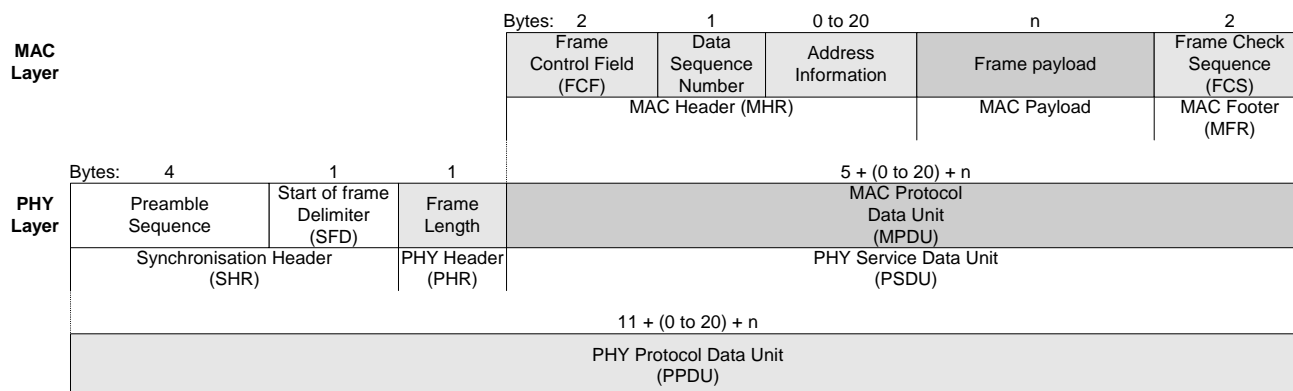 Bytes: 2 1 0 to 20 n 2
MAC Layer
Frame Control Field (FCF)
Data Sequence Number
Address Information
Frame payload
Frame Check Sequence (FCS)
MAC Header (MHR)
MAC Payload
MAC Footer (MFR)
Bytes: 4 1 1 5 + (0 to 20) + n
PHY Layer
Preamble Sequence
Start of frame Delimiter (SFD)
Frame Length
MAC Protocol Data Unit (MPDU)
Synchronisation Header (SHR)
PHY Header (PHR)
PHY Service Data Unit (PSDU)
11 + (0 to 20) + n
PHY Protocol Data Unit (PPDU)